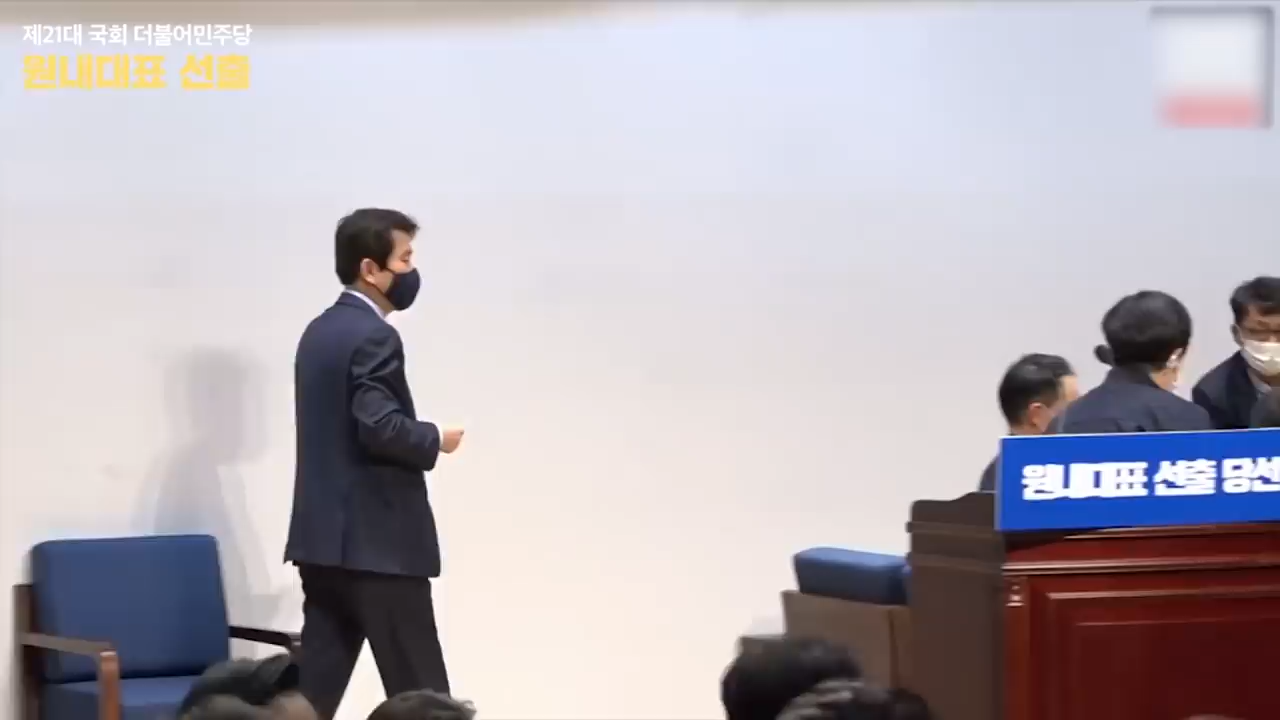 제21대 국회 더불어민주당
원내대표 선출
원내대표 선출 당선